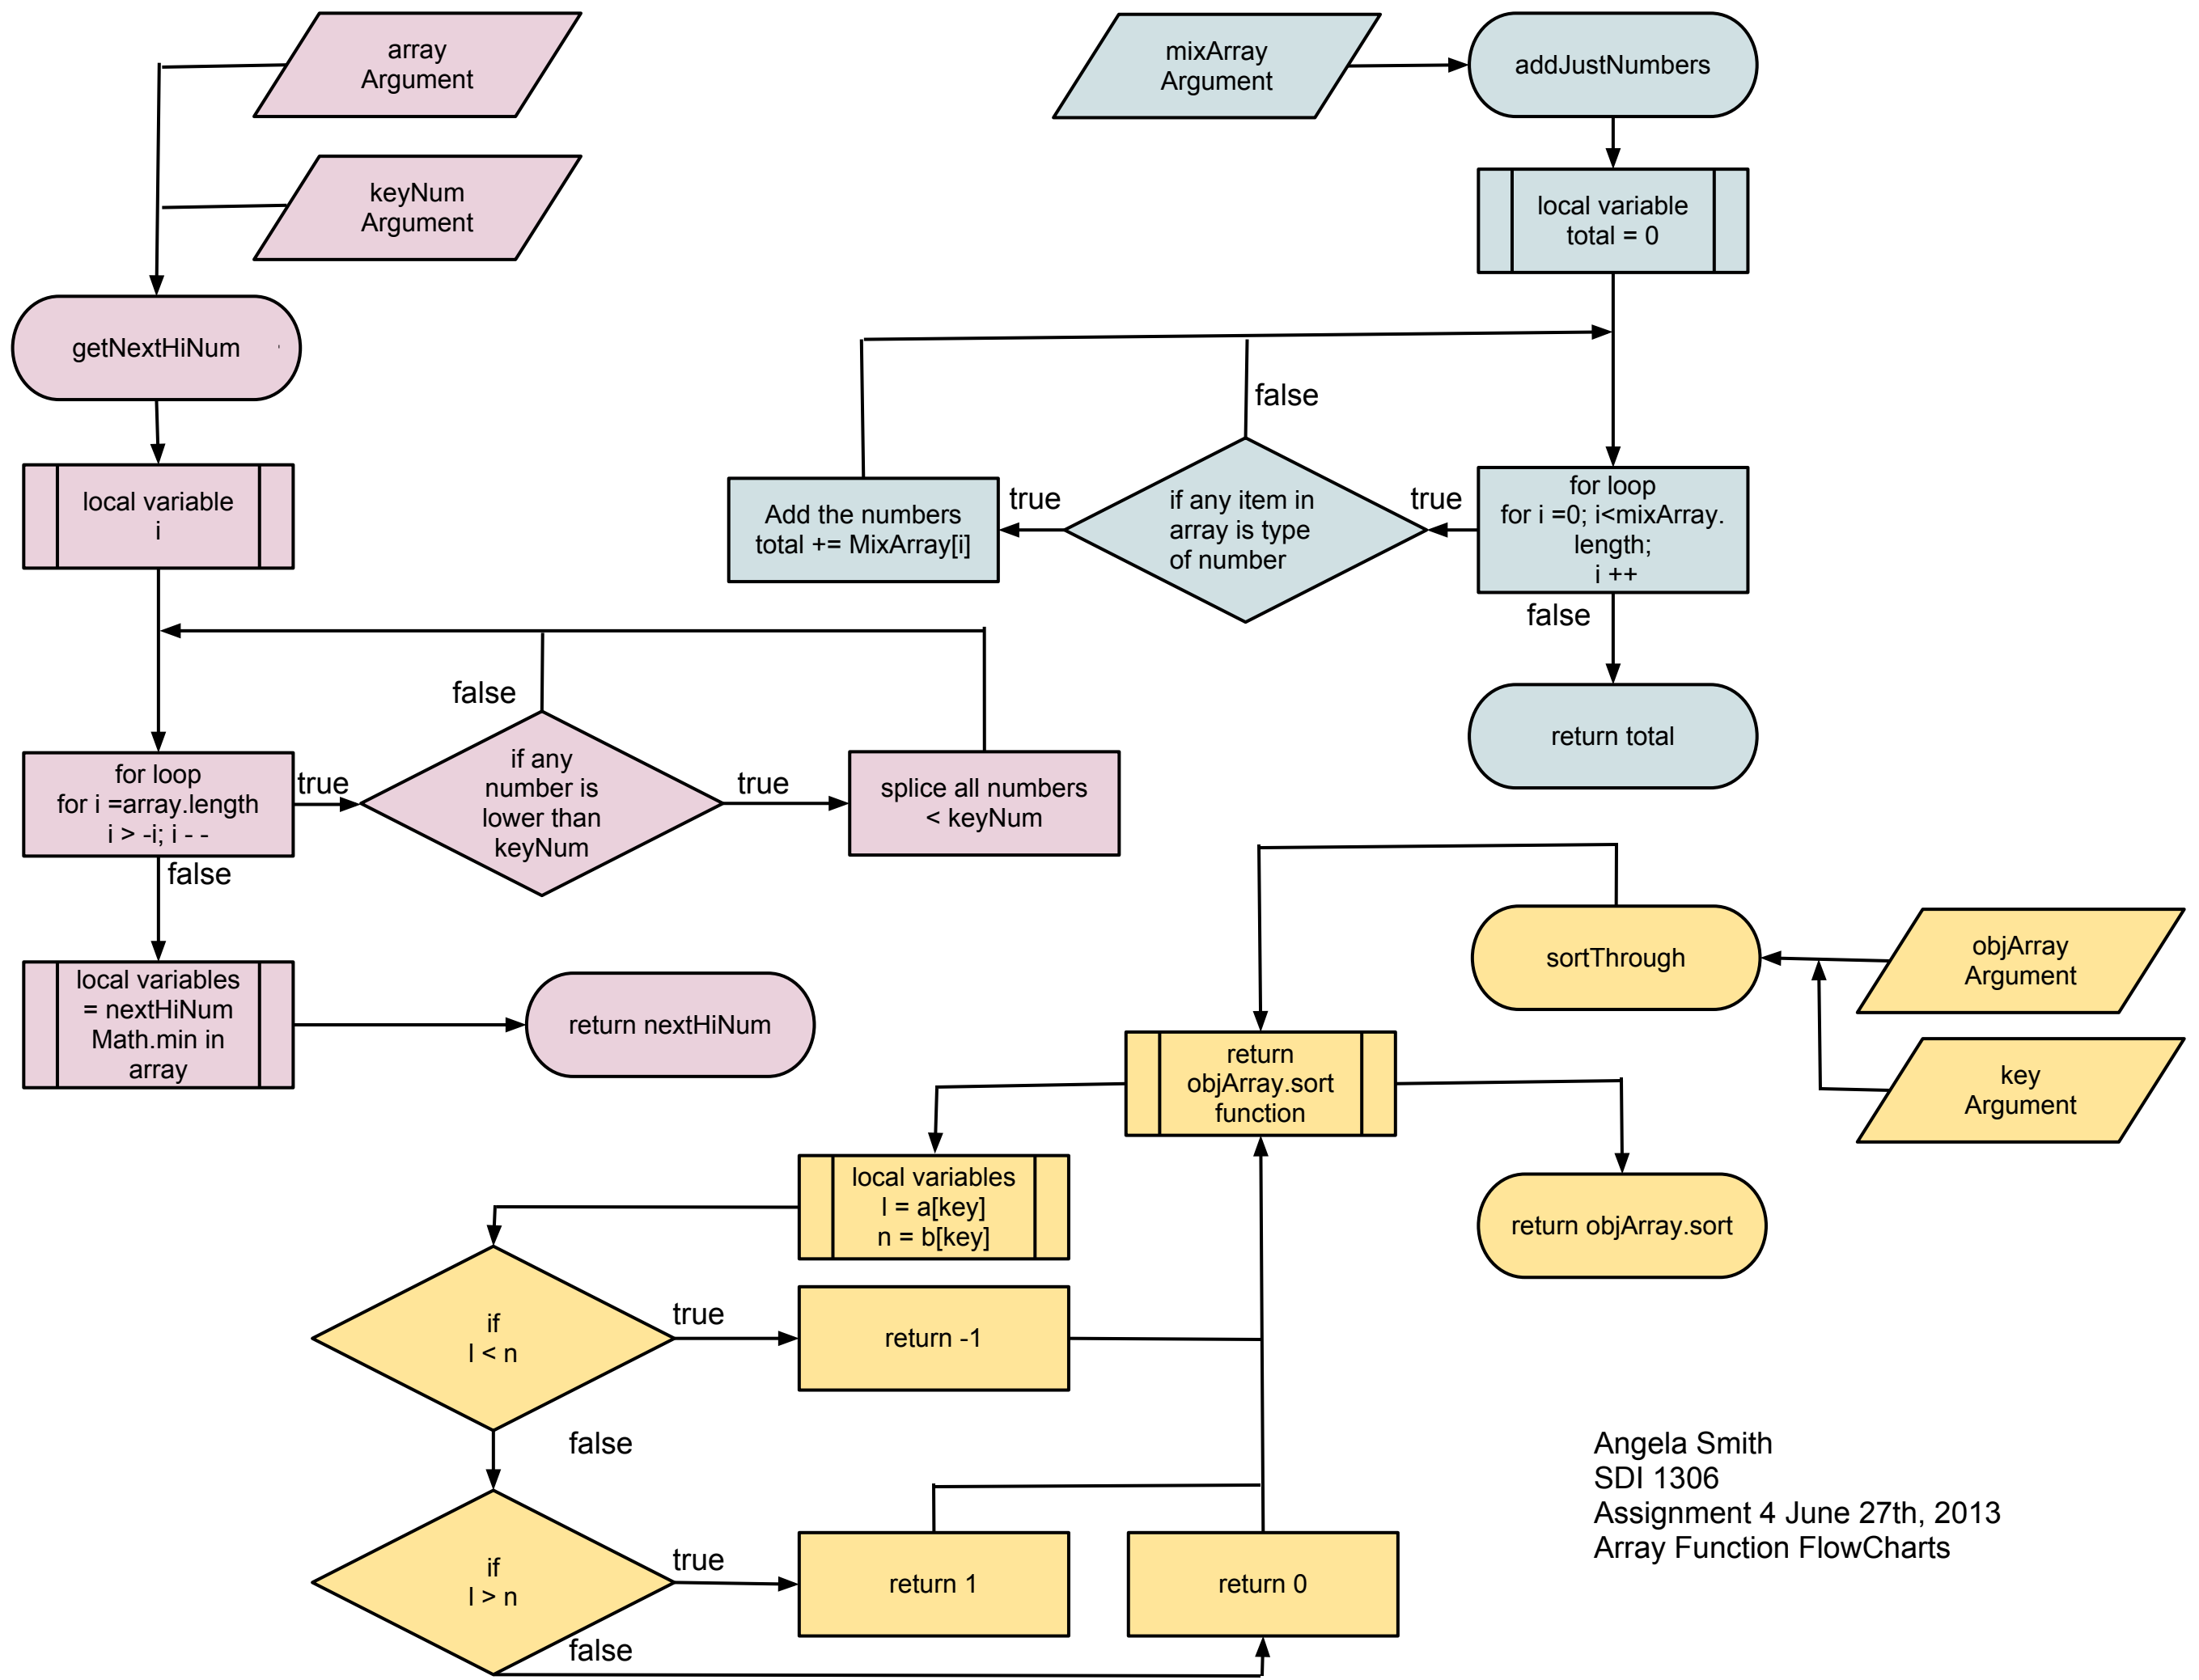 array
Argument
keyNum
Argument
getNextHiNum
local variable
i
for loop
for i =array.length
i > -i; i - -
true
false
if any
number is
lower than
keyNum
false
true
splice all numbers
< keyNum
local variables
= nextHiNum
Math.min in
array
return nextHiNum
mixArray
Argument
addJustNumbers
local variable
total = 0
for loop
for i =0; i<mixArray.
length;
i ++
true
false
if any item in
array is type
of number
false
true
Add the numbers
total += MixArray[i]
return total
objArray
Argument
key
Argument
sortThrough
return
objArray.sort
function
return objArray.sort
local variables
l = a[key]
n = b[key]
if
l < n
true
return -1
false
if
l > n
true
return 1
false
return 0
Angela Smith
SDI 1306
Assignment 4 June 27th, 2013
Array Function FlowCharts